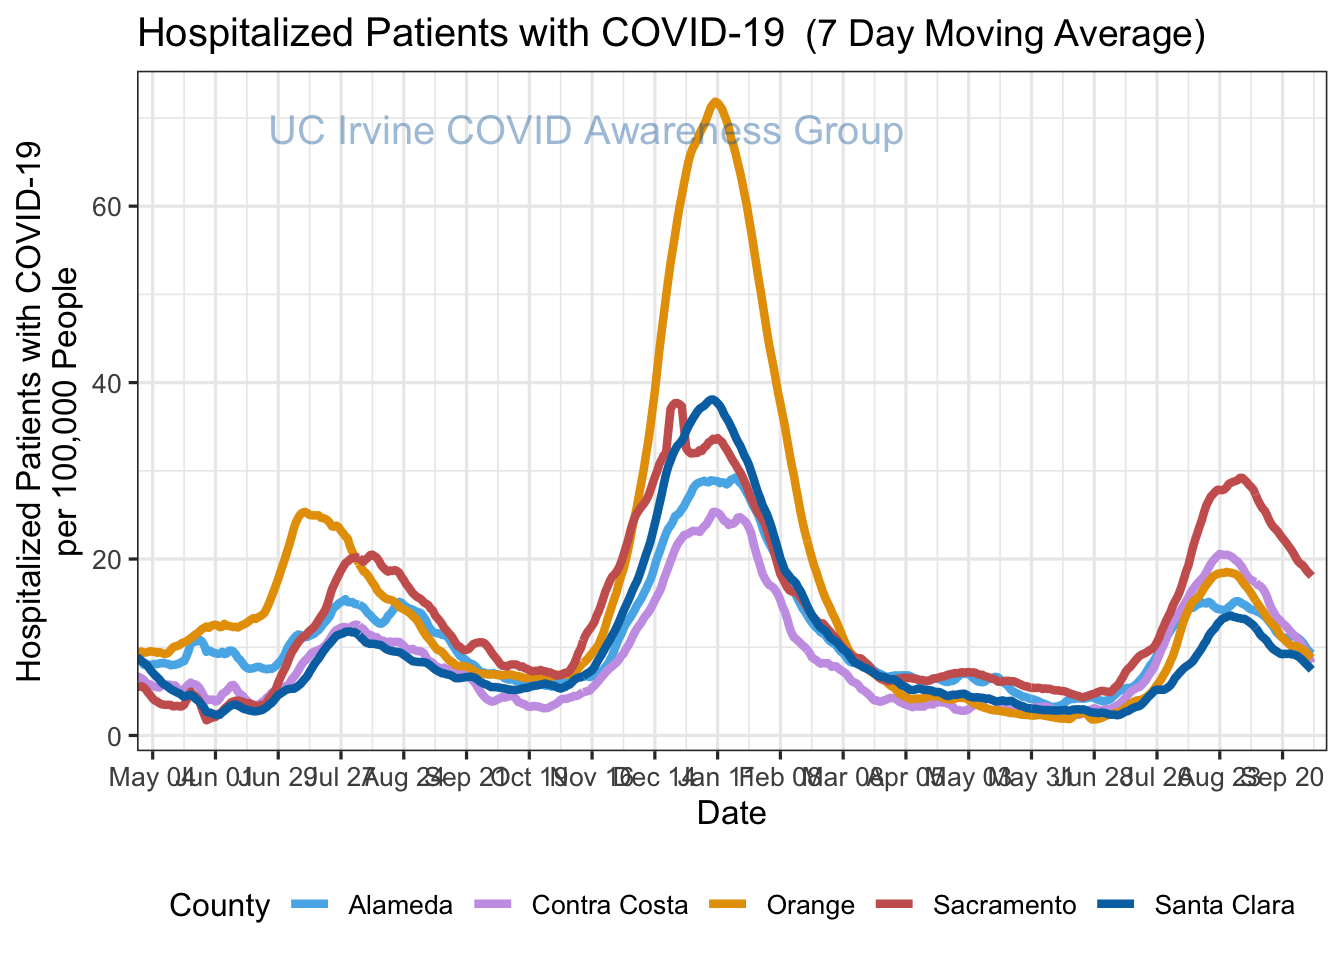 Hospitalized Patients with COVID-19 (7 Day Moving Average)
UC Irvine COVID Awareness Group
Hospitalized Patients with COVID-19
per 100,000 People
60
40
20
0
May 04 Jun 01 Jun 29 Jul 27 Aug 24 Sep 21 Oct 19 Nov 16 Dec 14 Jan 11 Feb 08 Mar 08 Apr 05 May 03 May 31 Jun 28 Jul 26 Aug 23 Sep 20
Date
County Alameda Contra Costa Orange Sacramento Santa Clara